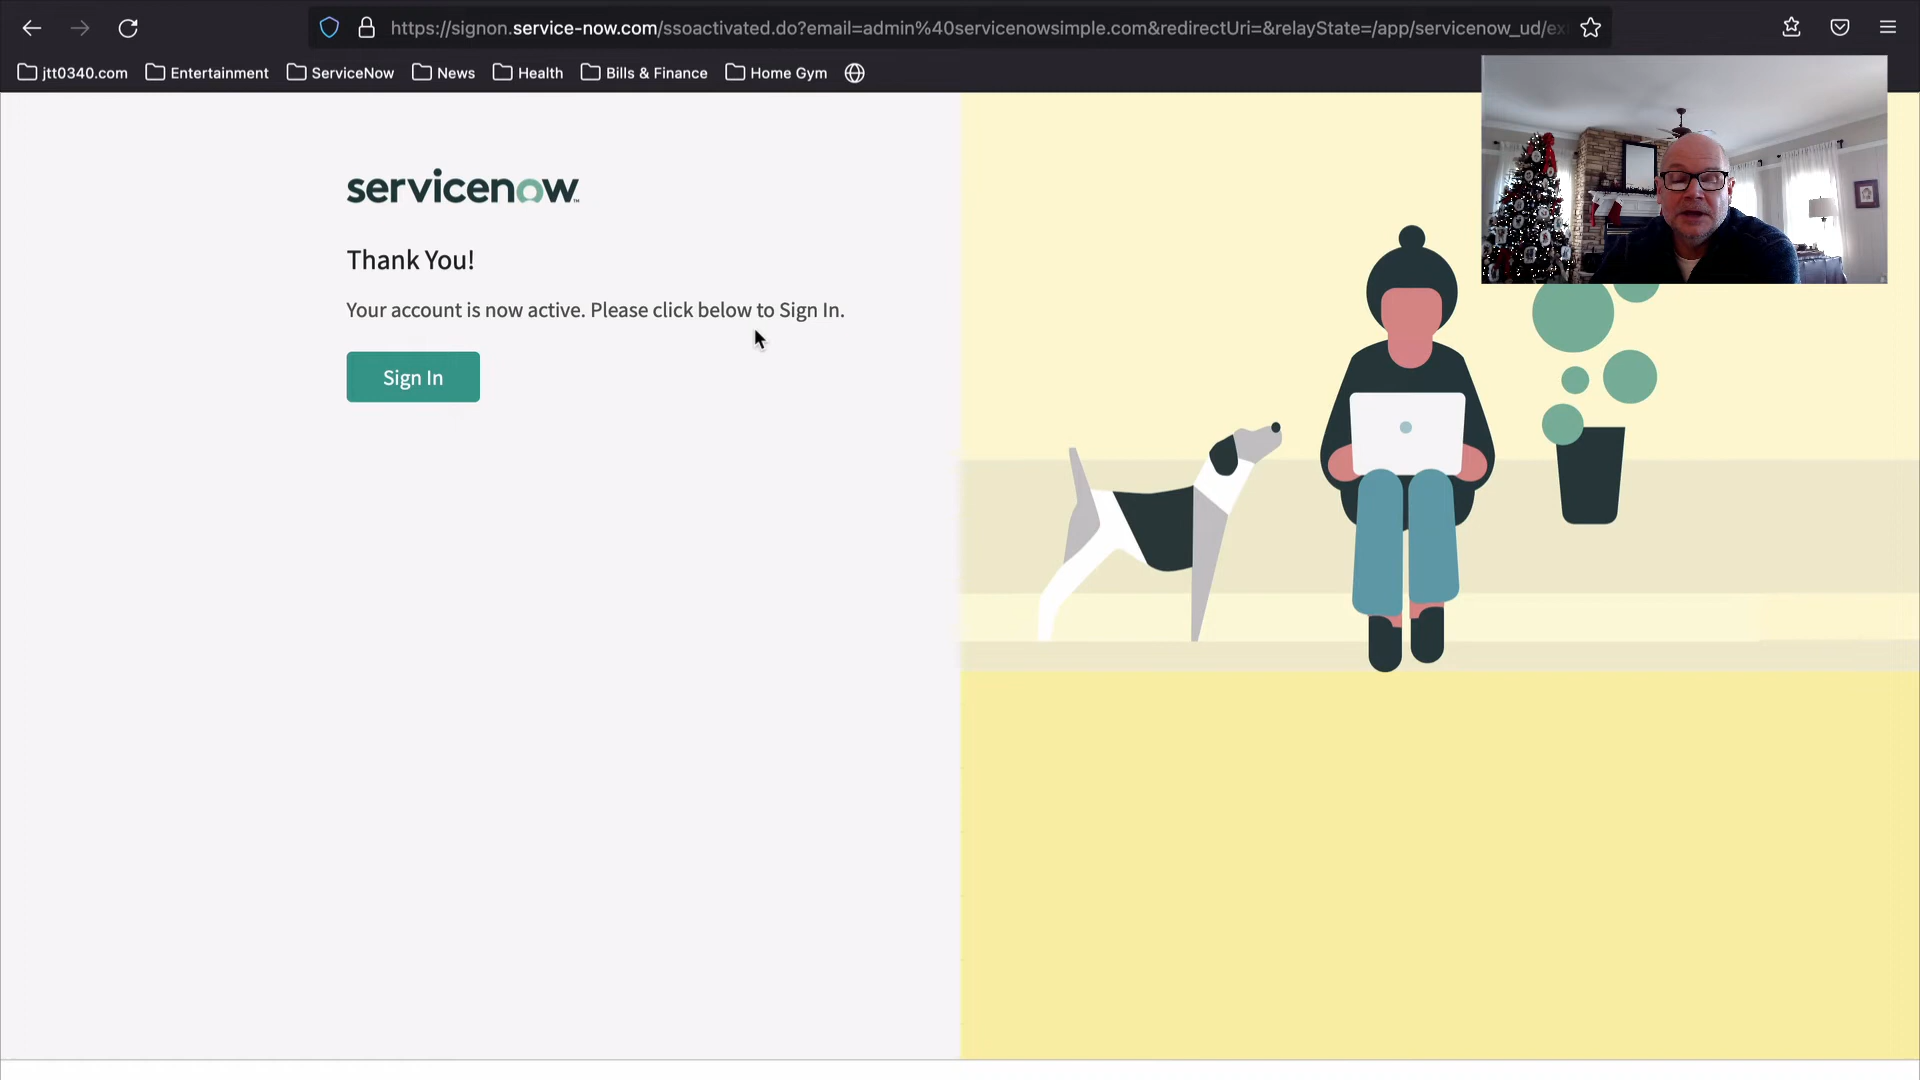 https://signon.service-now.com/ssoactivated.do?email=admin%40servicenowsimple.com&redirectUri=&relayState=/app/servicenow_ud/ex
jtt0340.com Entertainment ServiceNow News Health Bills & Finance Home Gym
servicenow™
Thank You!
Your account is now active. Please click below to Sign In.
Sign In